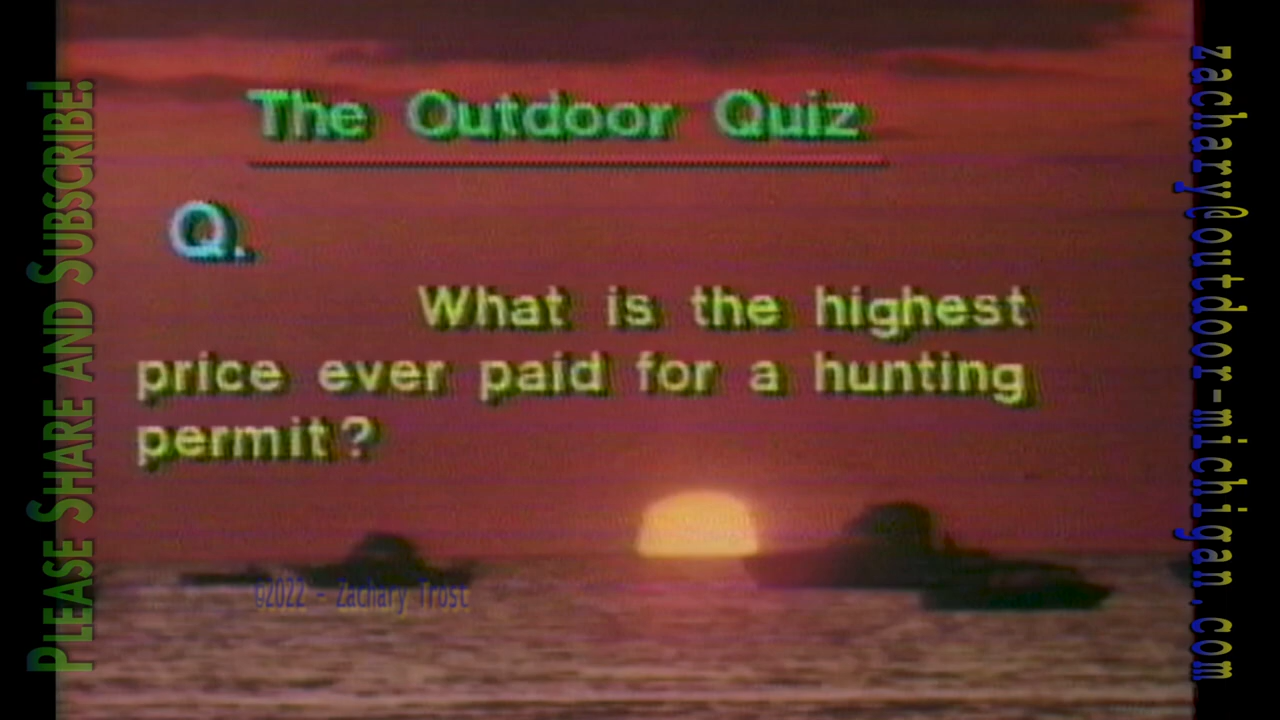 The Outdoor Quiz
Q.
What is the highest
price ever paid for a hunting
permit?
©2022 - Zachary Trost
PLEASE SHARE AND SUBSCRIBE!
zachary@outdoor-michigan.com